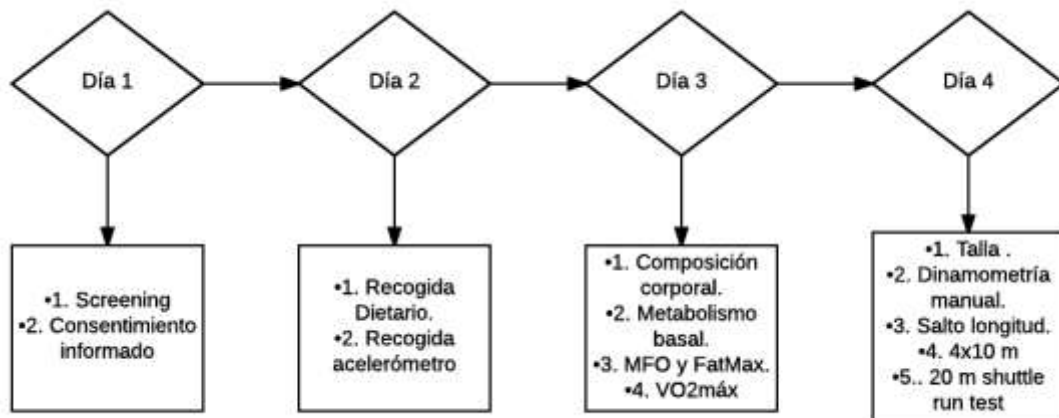 Día 1
Día 2
Día 3
Día 4
•1. Screening
•2. Consentimiento
informado
•1. Recogida
Dietario.
•2. Recogida
acelerómetro
•1. Composición
corporal.
•2. Metabolismo
basal.
•3. MFO y FatMax.
•4. VO2máx
•1. Talla .
•2. Dinamometría
manual.
•3. Salto longitud.
•4. 4x10 m
•5.. 20 m shuttle
run test